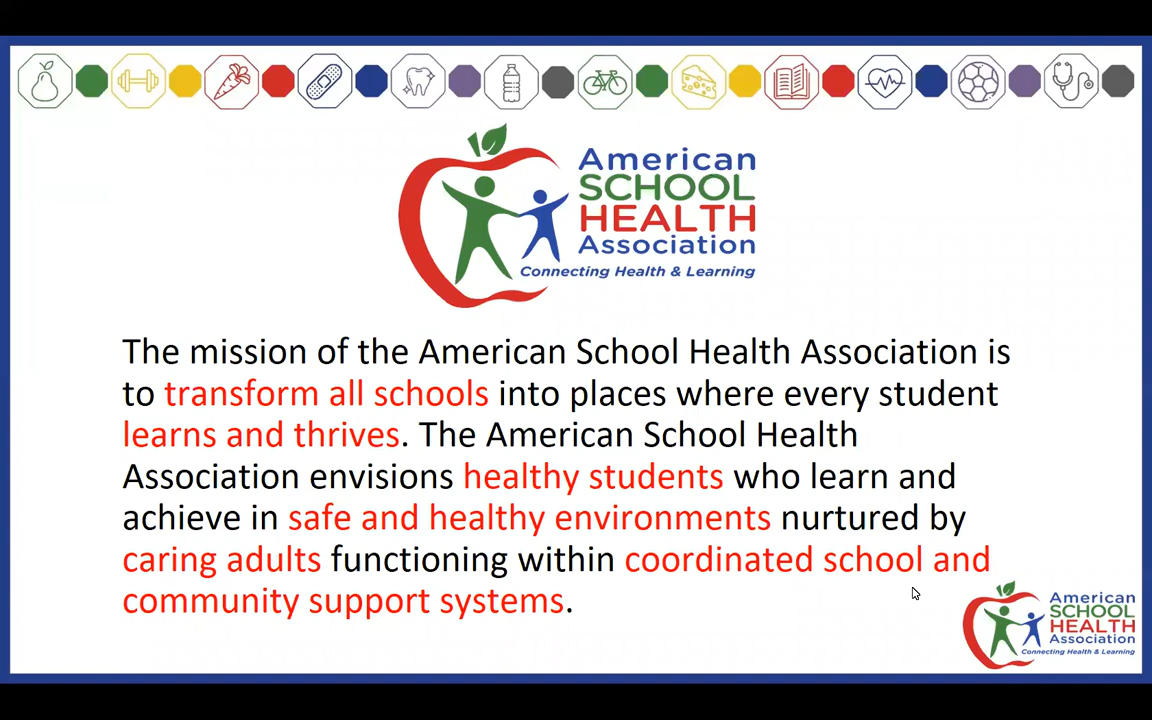 American
SCHOOL
HEALTH
Association
Connecting Health & Learning
The mission of the American School Health Association is
to transform all schools into places where every student
learns and thrives. The American School Health
Association envisions healthy students who learn and
achieve in safe and healthy environments nurtured by
caring adults functioning within coordinated school and
community support systems.
American
SCHOOL
HEALTH
Association
Connecting Health & Learning